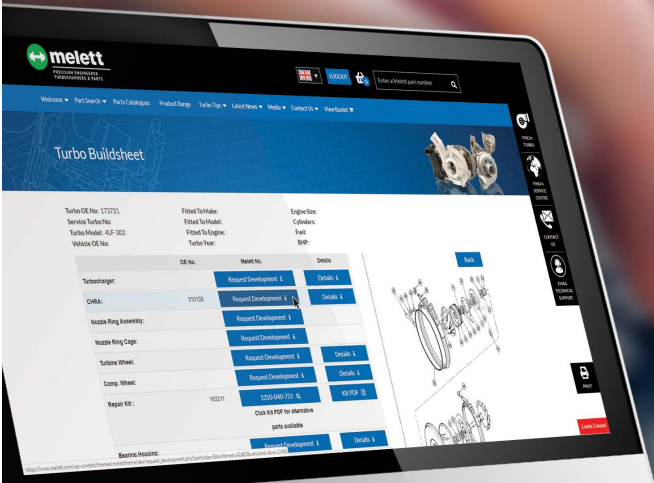 melett
PRECISION ENGINEERED
TURBOCHARGERS & PARTS
LOGOUT
0
Enter a Melett part number
Welcome Part Search Parts Catalogues Product Range Turbo Tips Latest News Media Contact Us View Basket
Turbo Buildsheet
FIND A
TURBO
FIND A
SERVICE
CENTRE
CONTACT
US
EMAIL
TECHNICAL
SUPPORT
PRINT
Cookie Consent
Turbo OE No: 173721 Fitted To Make: Engine Size:
Service Turbo No: Fitted To Model: Cylinders:
Turbo Model: 4LF-302 Fitted To Engine: Fuel:
Vehicle OE No: Turbo Year: BHP:
OE No. Melett No. Details
Back
Turbocharger: Request Development i Details i
CHRA: 310128 Request Development i Details i
Nozzle Ring Assembly: Request Development i
Nozzle Ring Cage: Request Development i
Turbine Wheel: Request Development i Details i
Comp. Wheel: Request Development i Details i
Repair Kit : 183211 1250-040-751 Kit PDF
Click Kit PDF for alternative
parts available
Bearing Housing: Request Development i Details i